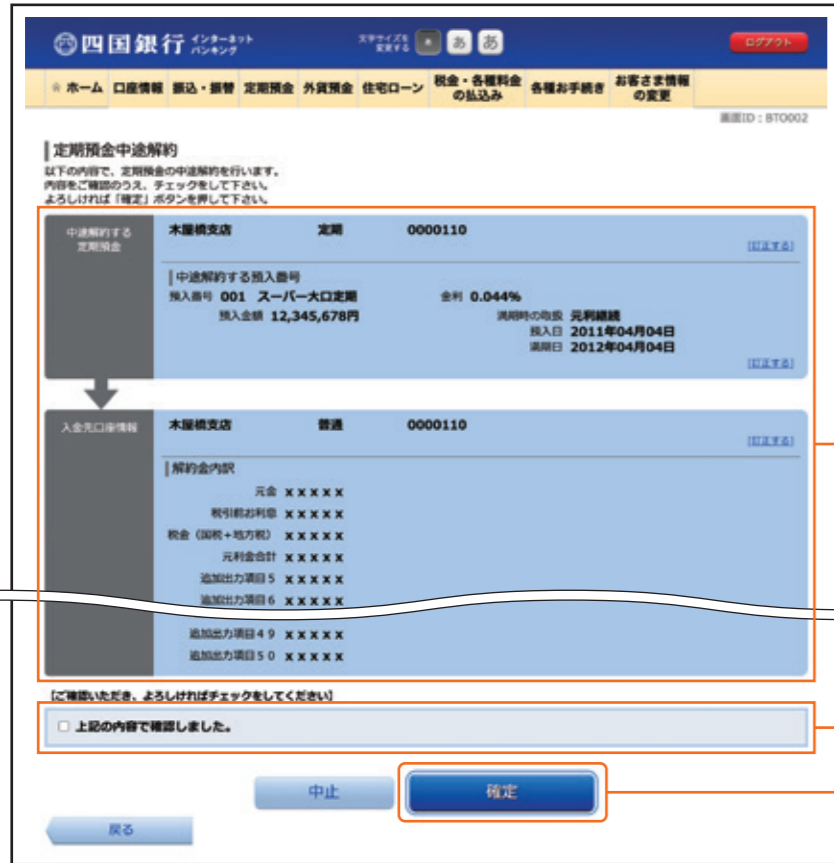 四国銀行 インターネットバンキング 文字サイズを変更する あ あ ログアウト
ホーム 口座情報 振込・振替 定期預金 外貨預金 住宅ローン 税金・各種料金の払込み 各種お手続き お客さま情報の変更
画面ID：BTO002
定期預金中途解約
以下の内容で、定期預金の中途解約を行います。
内容をご確認のうえ、チェックをして下さい。
よろしければ「確定」ボタンを押して下さい。
中途解約する定期預金 木屋橋支店 定期 0000110
[訂正する]
中途解約する預入番号
預入番号 001 スーパー大口定期 金利 0.044%
預入金額 12,345,678円 満期時の取扱 元利継続
預入日 2011年04月04日
満期日 2012年04月04日
[訂正する]
入金先口座情報 木屋橋支店 普通 0000110
[訂正する]
解約金内訳
元金 ｘｘｘｘｘ
税引前お利息 ｘｘｘｘｘ
税金（国税＋地方税） ｘｘｘｘｘ
元利金合計 ｘｘｘｘｘ
追加出力項目５ ｘｘｘｘｘ
追加出力項目６ ｘｘｘｘｘ
追加出力項目４９ ｘｘｘｘｘ
追加出力項目５０ ｘｘｘｘｘ
【ご確認いただき、よろしければチェックをしてください】
上記の内容で確認しました。
中止 確定
戻る